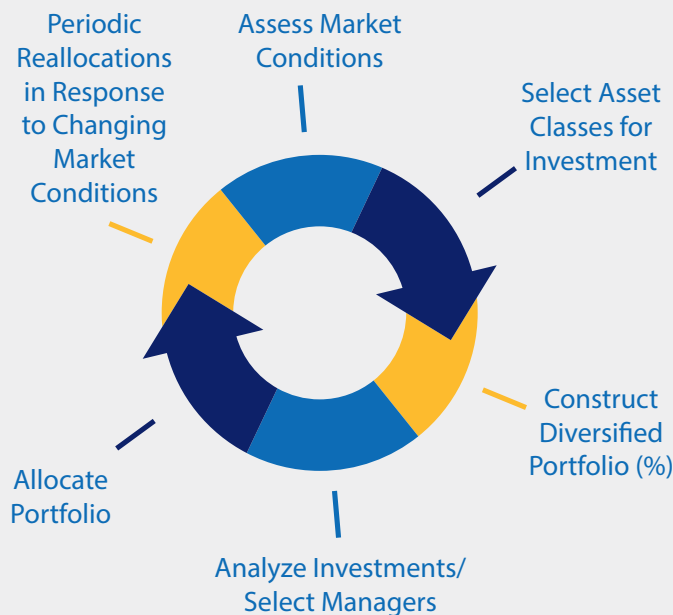 Periodic
Reallocations
in Response
to Changing
Market
Conditions
Assess Market
Conditions
Select Asset
Classes for
Investment
Construct
Diversified
Portfolio (%)
Analyze Investments/
Select Managers
Allocate
Portfolio